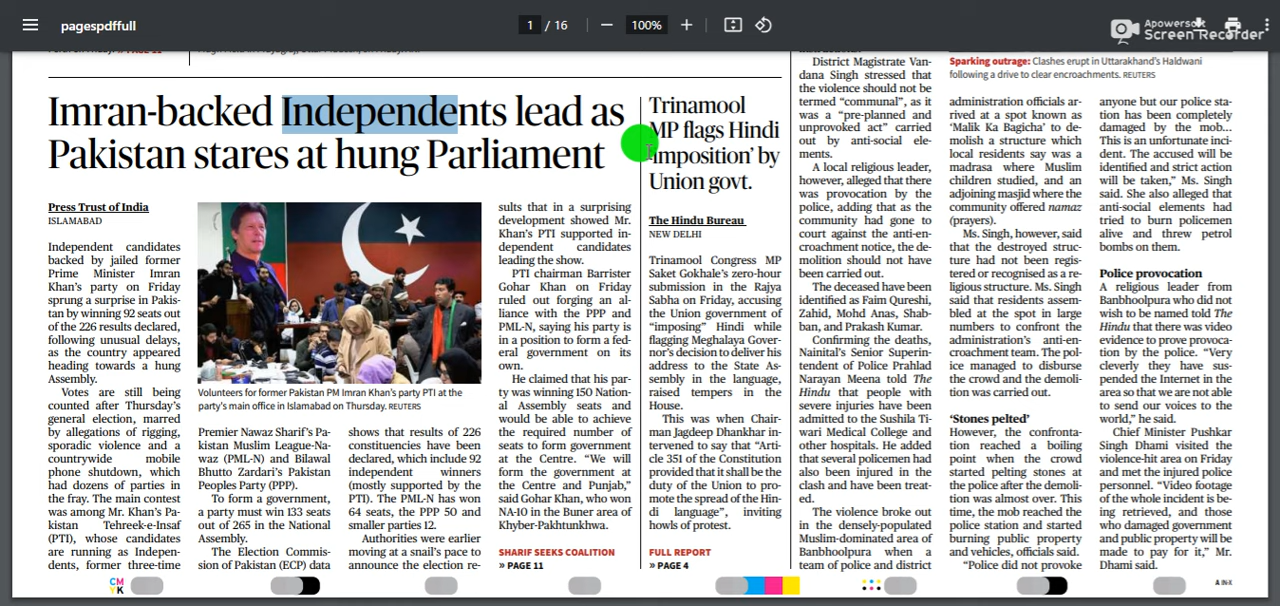 pagespdffull
1 / 16
100%
Apowersoft
Screen Recorder
Imran-backed Independents lead as
Pakistan stares at hung Parliament
Press Trust of India
ISLAMABAD
Independent candidates
backed by jailed former
Prime Minister Imran
Khan's party on Friday
sprung a surprise in Pakis-
tan by winning 92 seats out
of the 226 results declared,
following unusual delays,
as the country appeared
heading towards a hung
Assembly.
Votes are still being
counted after Thursday's
general election, marred
by allegations of rigging,
sporadic violence and a
countrywide mobile
phone shutdown, which
had dozens of parties in
the fray. The main contest
was among Mr. Khan's Pa-
kistan Tehreek-e-Insaf
(PTI), whose candidates
are running as Indepen-
dents, former three-time
Volunteers for former Pakistan PM Imran Khan's party PTI at the
party's main office in Islamabad on Thursday. REUTERS
Premier Nawaz Sharif's Pa-
kistan Muslim League-Na-
waz (PML-N) and Bilawal
Bhutto Zardari's Pakistan
Peoples Party (PPP).
To form a government,
a party must win 133 seats
out of 265 in the National
Assembly.
The Election Commis-
sion of Pakistan (ECP) data
shows that results of 226
constituencies have been
declared, which include 92
independent winners
(mostly supported by the
PTI). The PML-N has won
64 seats, the PPP 50 and
smaller parties 12.
Authorities were earlier
moving at a snail's pace to
announce the election re-
sults that in a surprising
development showed Mr.
Khan's PTI supported in-
dependent candidates
leading the show.
PTI chairman Barrister
Gohar Khan on Friday
ruled out forging an al-
liance with the PPP and
PML-N, saying his party is
in a position to form a fed-
eral government on its
own.
He claimed that his par-
ty was winning 150 Nation-
al Assembly seats and
would be able to achieve
the required number of
seats to form government
at the Centre. "We will
form the government at
the Centre and Punjab,"
said Gohar Khan, who won
NA-10 in the Buner area of
Khyber-Pakhtunkhwa.
SHARIF SEEKS COALITION
» PAGE 11
Trinamool
MP flags Hindi
'imposition' by
Union govt.
The Hindu Bureau
NEW DELHI
Trinamool Congress MP
Saket Gokhale's zero-hour
submission in the Rajya
Sabha on Friday, accusing
the Union government of
"imposing" Hindi while
flagging Meghalaya Gover-
nor's decision to deliver his
address to the State As-
sembly in the language,
raised tempers in the
House.
This was when Chair-
man Jagdeep Dhankhar in-
tervened to say that "Arti-
cle 351 of the Constitution
provided that it shall be the
duty of the Union to pro-
mote the spread of the Hin-
di language", inviting
howls of protest.
FULL REPORT
» PAGE 4
District Magistrate Van-
dana Singh stressed that
the violence should not be
termed "communal", as it
was a "pre-planned and
unprovoked act" carried
out by anti-social ele-
ments.
A local religious leader,
however, alleged that there
was provocation by the
police, adding that as the
community had gone to
court against the anti-en-
croachment notice, the de-
molition should not have
been carried out.
The deceased have been
identified as Faim Qureshi,
Zahid, Mohd Anas, Shab-
ban, and Prakash Kumar.
Confirming the deaths,
Nainital's Senior Superin-
tendent of Police Prahlad
Narayan Meena told The
Hindu that people with
severe injuries have been
admitted to the Sushila Ti-
wari Medical College and
other hospitals. He added
that several policemen had
also been injured in the
clash and have been treat-
ed.
The violence broke out
in the densely-populated
Muslim-dominated area of
Banbhoolpura when a
team of police and district
Sparking outrage: Clashes erupt in Uttarakhand's Haldwani
following a drive to clear encroachments. REUTERS
administration officials ar-
rived at a spot known as
'Malik Ka Bagicha' to de-
molish a structure which
local residents say was a
madrasa where Muslim
children studied, and an
adjoining masjid where the
community offered namaz
(prayers).
Ms. Singh, however, said
that the destroyed struc-
ture had not been regis-
tered or recognised as a re-
ligious structure. Ms. Singh
said that residents assem-
bled at the spot in large
numbers to confront the
administration's anti-en-
croachment team. The pol-
ice managed to disburse
the crowd and the demoli-
tion was carried out.
'Stones pelted'
However, the confronta-
tion reached a boiling
point when the crowd
started pelting stones at
the police after the demoli-
tion was almost over. This
time, the mob reached the
police station and started
burning public property
and vehicles, officials said.
"Police did not provoke
anyone but our police sta-
tion has been completely
damaged by the mob...
This is an unfortunate inci-
dent. The accused will be
identified and strict action
will be taken," Ms. Singh
said. She also alleged that
anti-social elements had
tried to burn policemen
alive and threw petrol
bombs on them.
Police provocation
A religious leader from
Banbhoolpura who did not
wish to be named told The
Hindu that there was video
evidence to prove provoca-
tion by the police. "Very
cleverly they have sus-
pended the Internet in the
area so that we are not able
to send our voices to the
world," he said.
Chief Minister Pushkar
Singh Dhami visited the
violence-hit area on Friday
and met the injured police
personnel. "Video footage
of the whole incident is be-
ing retrieved, and those
who damaged government
and public property will be
made to pay for it," Mr.
Dhami said.
CM
YK